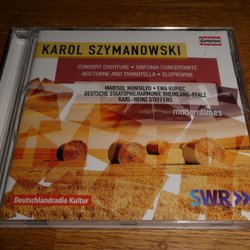 CAPRICCIO
KAROL SZYMANOWSKI
CONCERT OVERTURE • SINFONIA CONCERTANTE
NOCTURNE AND TARANTELLA • SLOPIEWNIE
MARISOL MONTALVO • EWA KUPIEC
DEUTSCHE STAATSPHILHARMONIE RHEINLAND-PFALZ
KARL-HEINZ STEFFENS
moderntimes
Deutschlandradio Kultur
SWR»